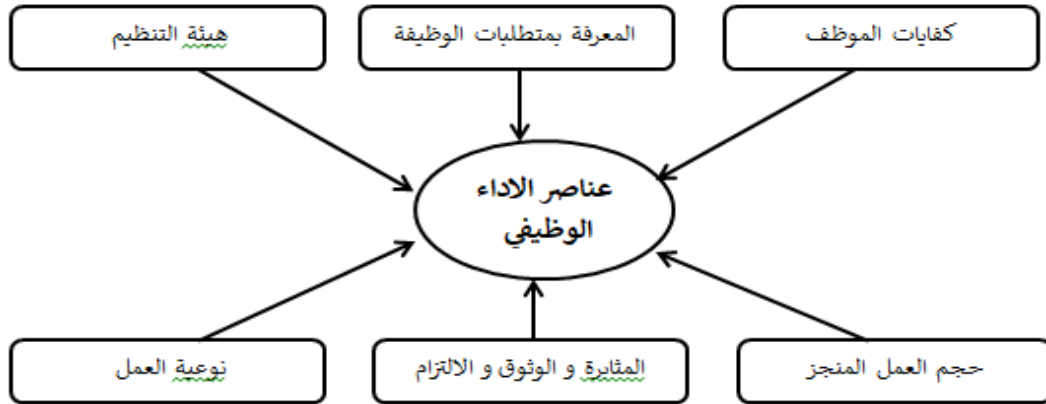 كفايات الموظف
المعرفة بمتطلبات الوظيفة
هيئة التنظيم
عناصر الاداء
الوظيفي
حجم العمل المنجز
المثابرة و الوثوق و الالتزام
نوعية العمل